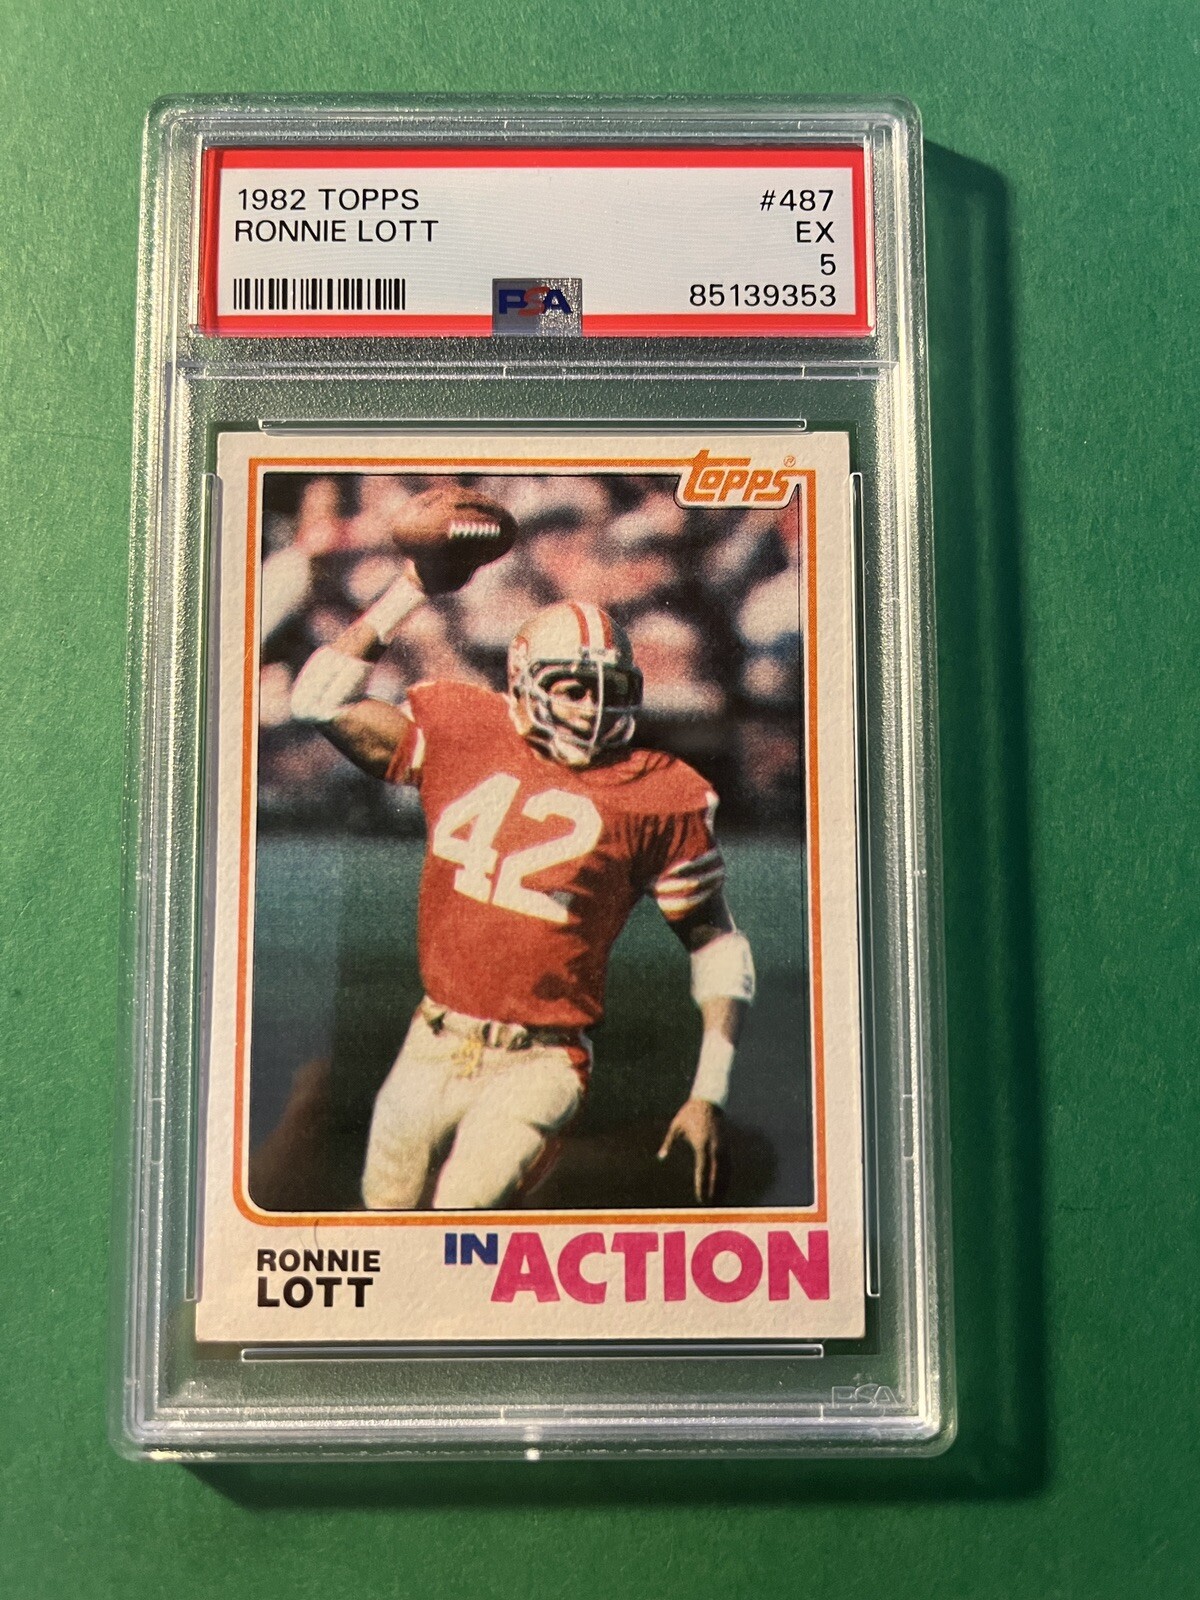 1982 TOPPS #487
RONNIE LOTT EX
5
85139353
PSA
topps®
42
RONNIE
LOTT
IN ACTION
PSA